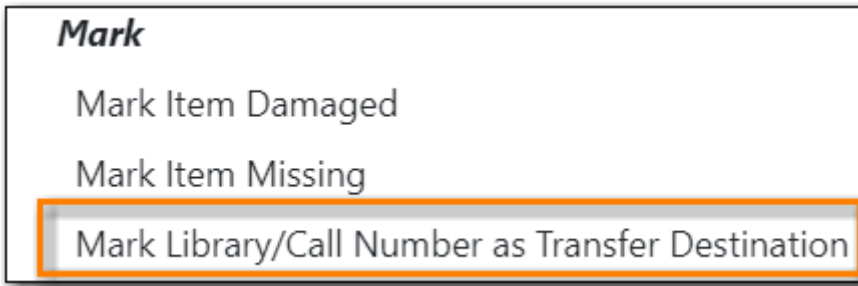 Mark
Mark Item Damaged
Mark Item Missing
Mark Library/Call Number as Transfer Destination